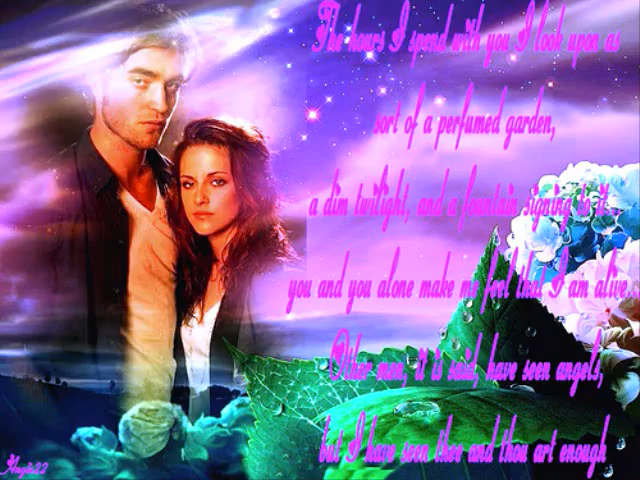 The hours I spend with you I look upon as
sort of a perfumed garden,
a dim twilight, and a fountain signing to it...
you and you alone make me feel that I am alive...
Other men, it is said, have seen angels,
but I have seen thee and thou art enough